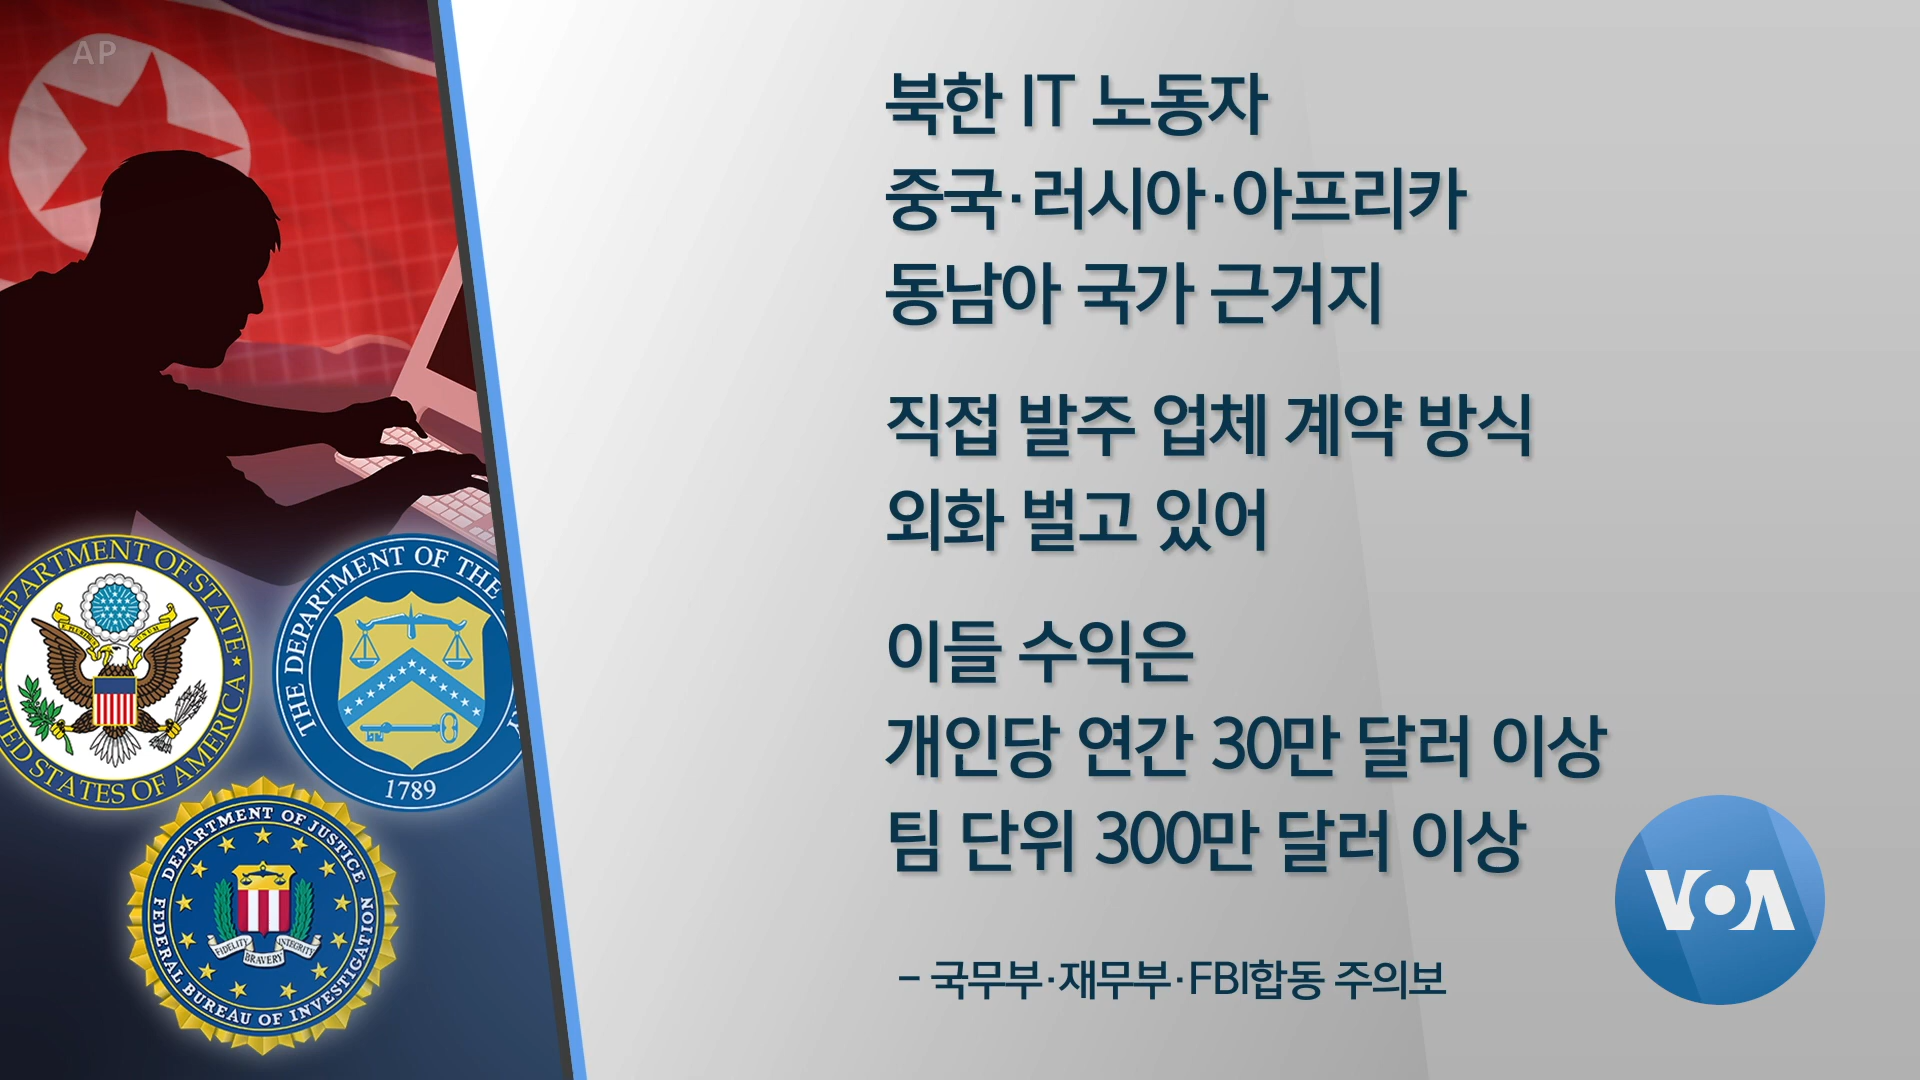 AP
북한 IT 노동자
중국·러시아·아프리카
동남아 국가 근거지
직접 발주 업체 계약 방식
외화 벌고 있어
이들 수익은
개인당 연간 30만 달러 이상
팀 단위 300만 달러 이상
– 국무부·재무부·FBI합동 주의보
VOA
DEPARTMENT OF STATE
UNITED STATES OF AMERICA
THE DEPARTMENT OF THE
1789
DEPARTMENT OF JUSTICE
FEDERAL BUREAU OF INVESTIGATION
FIDELITY
BRAVERY
INTEGRITY